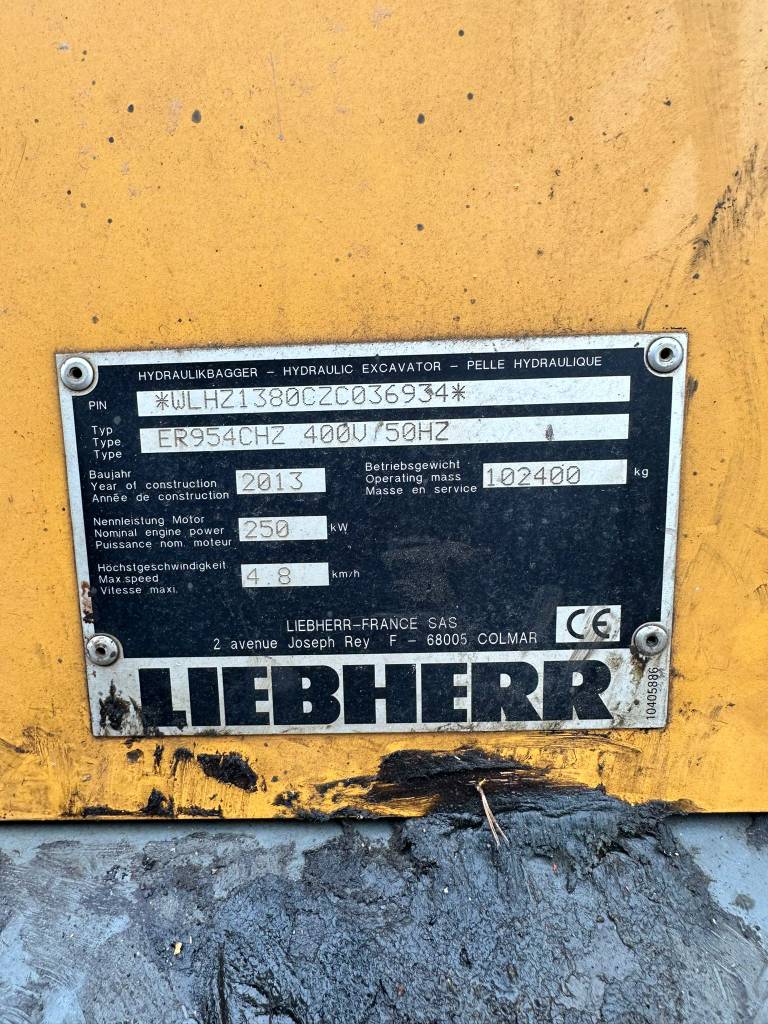 HYDRAULIKBAGGER – HYDRAULIC EXCAVATOR – PELLE HYDRAULIQUE
PIN *WLHZ1380CZC036934*
Typ
Type ER954CHZ 400V/50HZ
Type
Baujahr
Year of construction 2013
Année de construction
Betriebsgewicht
Operating mass 102400 kg
Masse en service
Nennleistung Motor
Nominal engine power 250 kW
Puissance nom. moteur
Höchstgeschwindigkeit
Max.speed 4.8 km/h
Vitesse maxi.
LIEBHERR–FRANCE SAS
2 avenue Joseph Rey F – 68005 COLMAR
CE
LIEBHERR
10405886